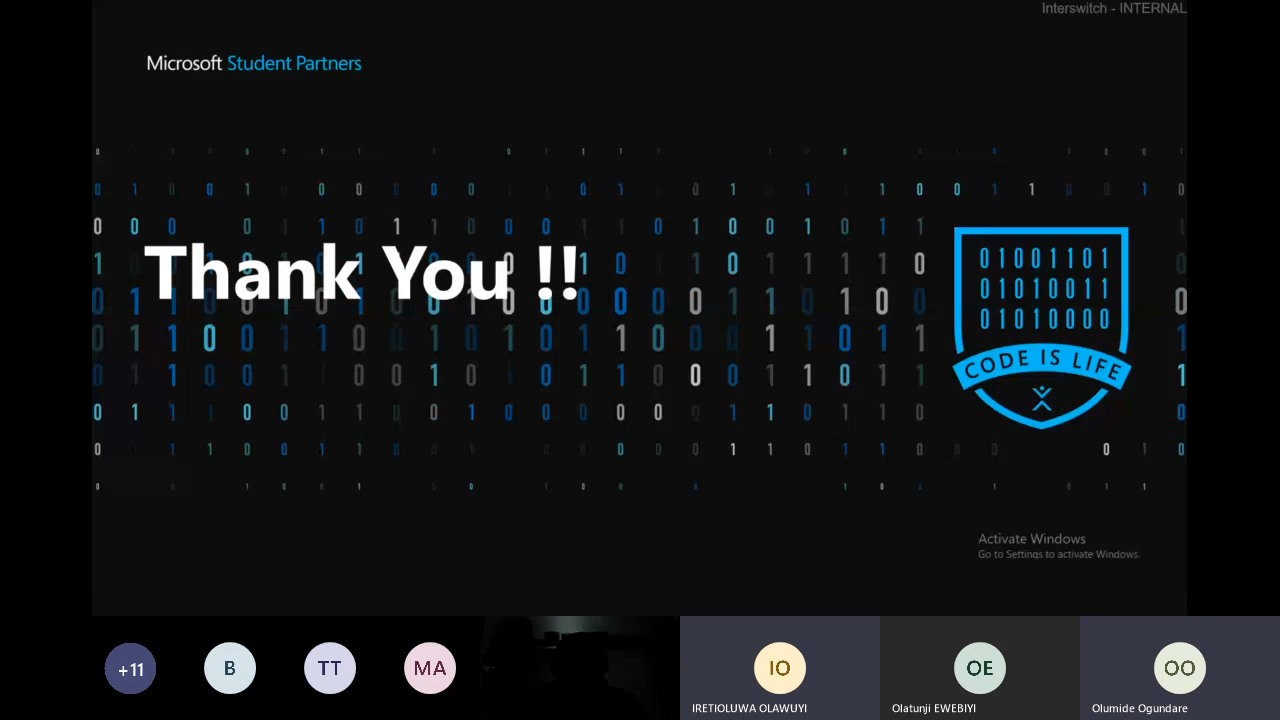 Interswitch - INTERNAL
Microsoft Student Partners
Thank You !!
01001101
01010011
01010000
CODE IS LIFE
Activate Windows
Go to Settings to activate Windows.
+11
B
TT
MA
IO
OE
OO
IRETIOLUWA OLAWUYI
Olatunji EWEBIYI
Olumide Ogundare